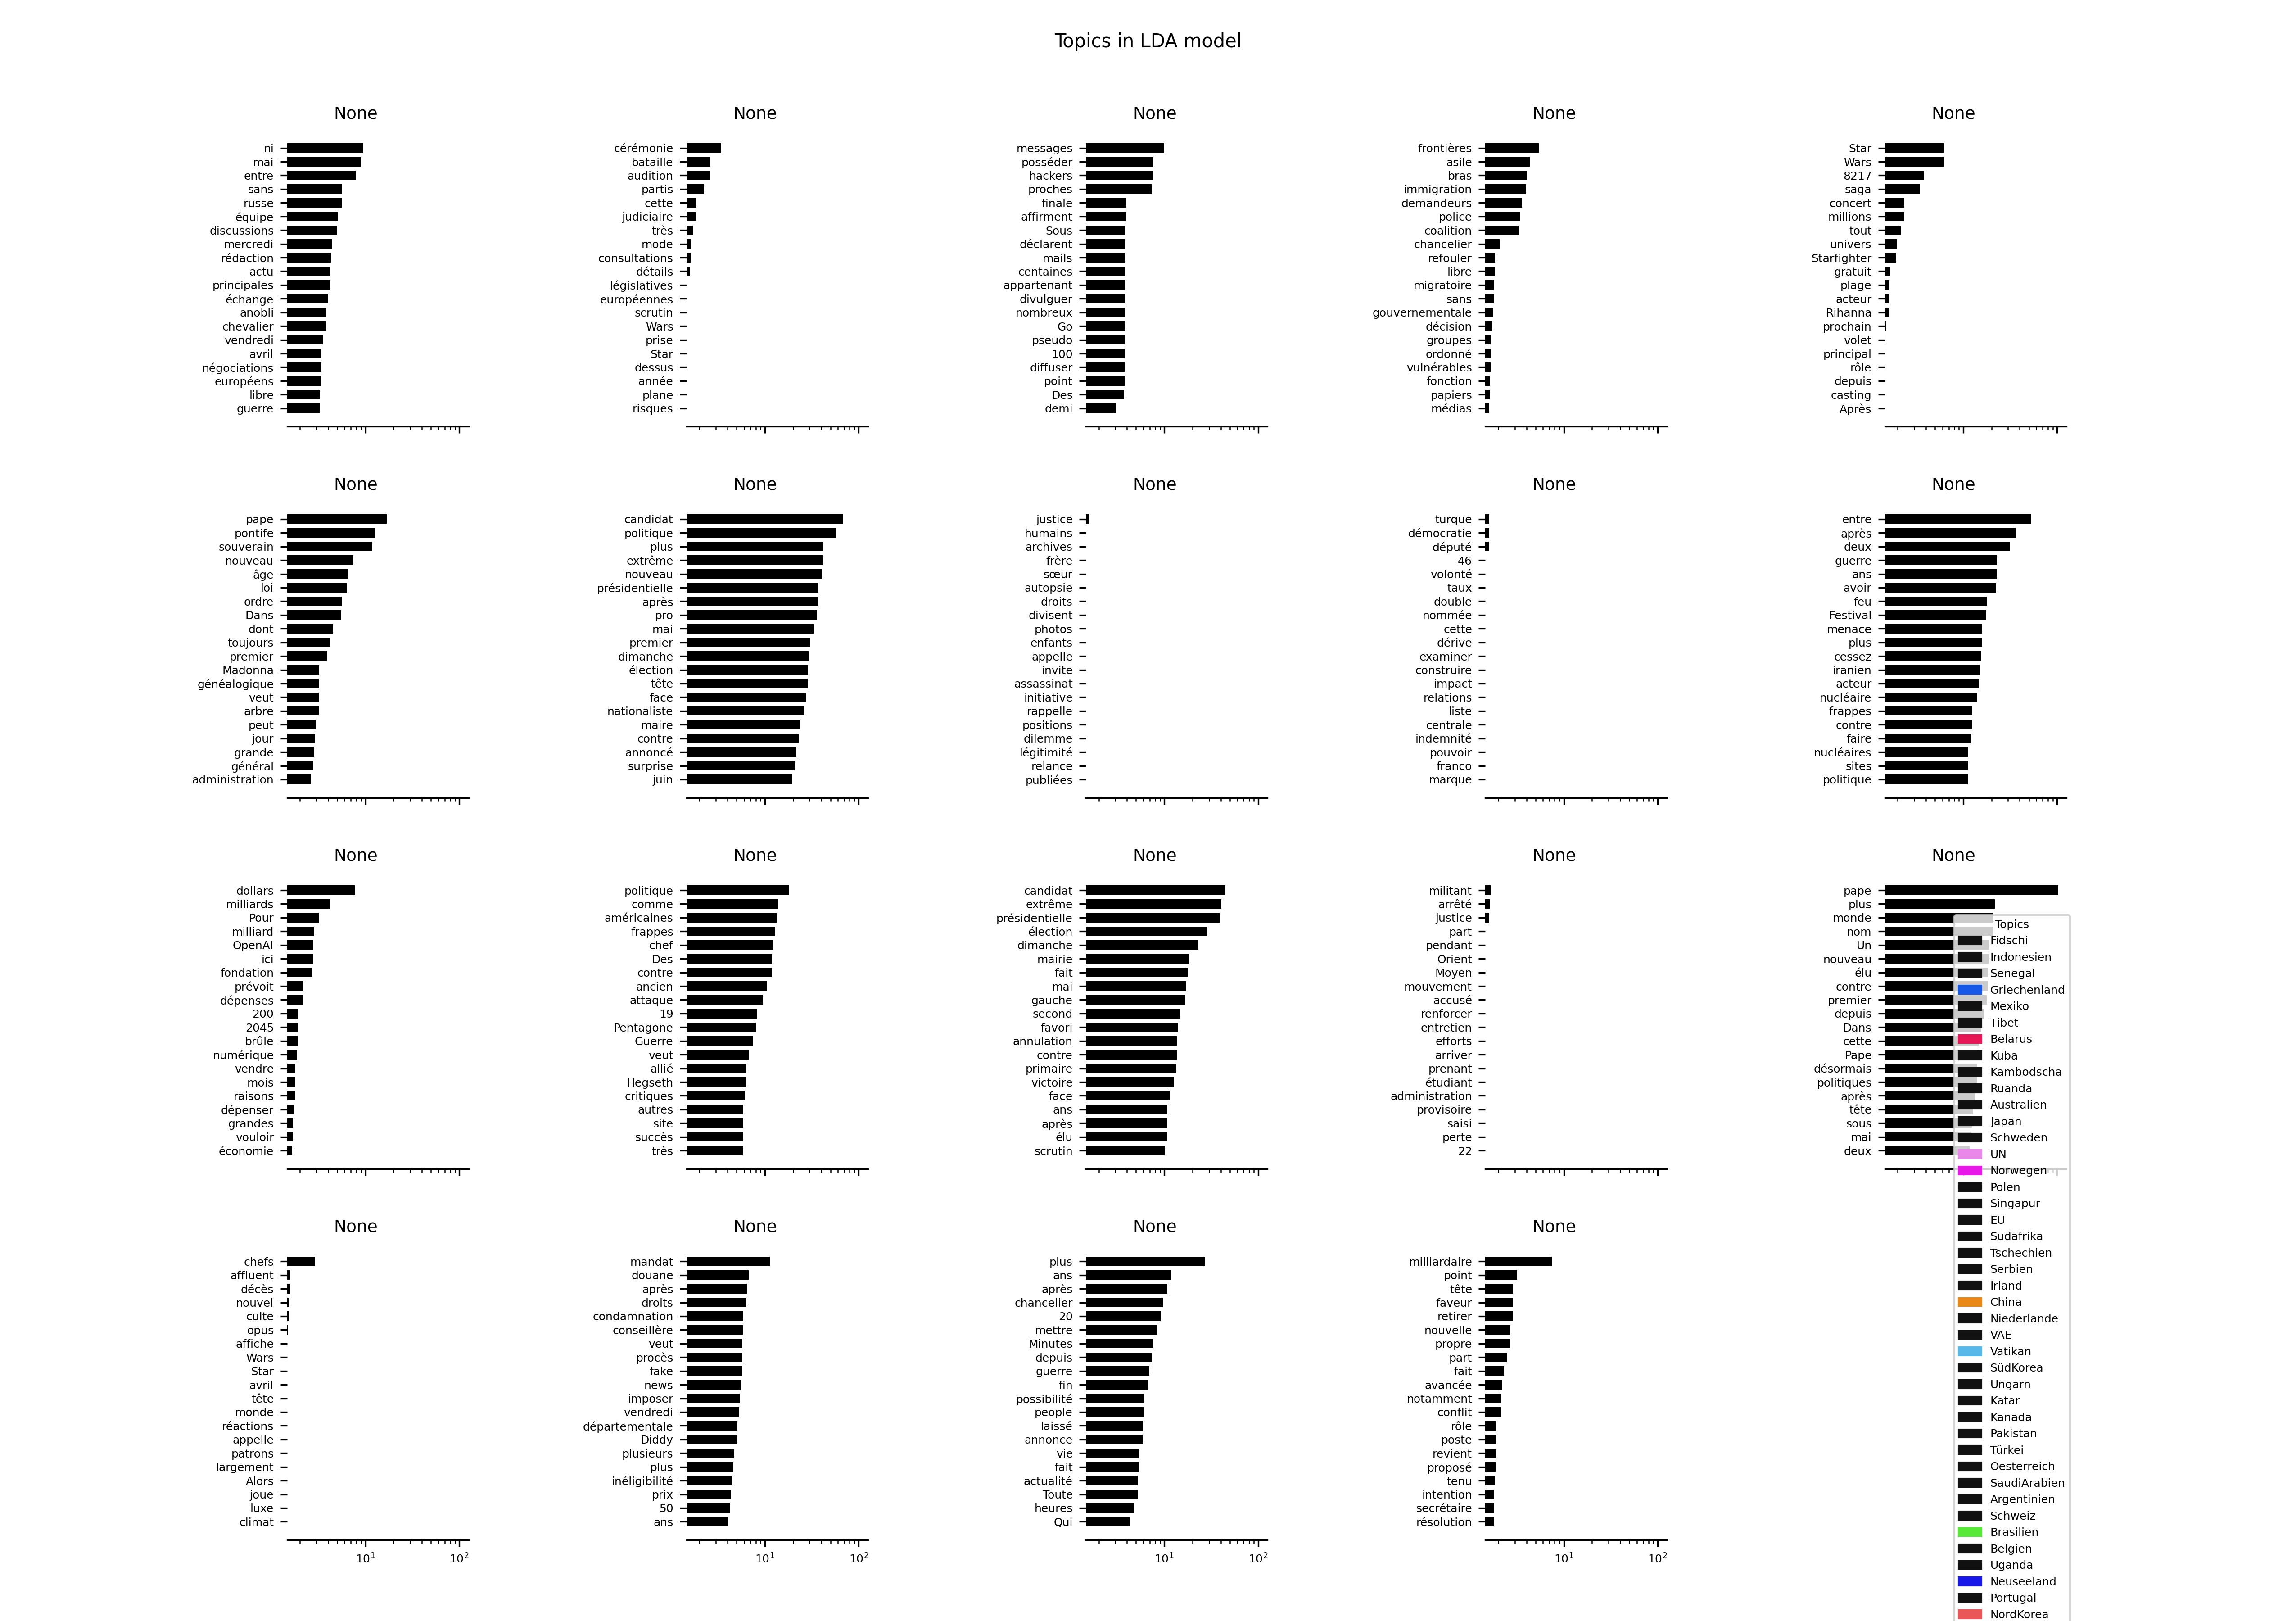 Topics in LDA model
None
ni
mai
entre
sans
russe
équipe
discussions
mercredi
rédaction
actu
principales
échange
anobli
chevalier
vendredi
avril
négociations
européens
libre
guerre
None
cérémonie
bataille
audition
partis
cette
judiciaire
très
mode
consultations
détails
législatives
européennes
scrutin
Wars
prise
Star
dessus
année
plane
risques
None
messages
posséder
hackers
proches
finale
affirment
Sous
déclarent
mails
centaines
appartenant
divulguer
nombreux
Go
pseudo
100
diffuser
point
Des
demi
None
frontières
asile
bras
immigration
demandeurs
police
coalition
chancelier
refouler
libre
migratoire
sans
gouvernementale
décision
groupes
ordonné
vulnérables
fonction
papiers
médias
None
Star
Wars
8217
saga
concert
millions
tout
univers
Starfighter
gratuit
plage
acteur
Rihanna
prochain
volet
principal
rôle
depuis
casting
Après
None
pape
pontife
souverain
nouveau
âge
loi
ordre
Dans
dont
toujours
premier
Madonna
généalogique
veut
arbre
peut
jour
grande
général
administration
None
candidat
politique
plus
extrême
nouveau
présidentielle
après
pro
mai
premier
dimanche
élection
tête
face
nationaliste
maire
contre
annoncé
surprise
juin
None
justice
humains
archives
frère
sœur
autopsie
droits
divisent
photos
enfants
appelle
invite
assassinat
initiative
rappelle
positions
dilemme
légitimité
relance
publiées
None
turque
démocratie
député
46
volonté
taux
double
nommée
cette
dérive
examiner
construire
impact
relations
liste
centrale
indemnité
pouvoir
franco
marque
None
entre
après
deux
guerre
ans
avoir
feu
Festival
menace
plus
cessez
iranien
acteur
nucléaire
frappes
contre
faire
nucléaires
sites
politique
None
dollars
milliards
Pour
milliard
OpenAI
ici
fondation
prévoit
dépenses
200
2045
brûle
numérique
vendre
mois
raisons
dépenser
grandes
vouloir
économie
None
politique
comme
américaines
frappes
chef
Des
contre
ancien
attaque
19
Pentagone
Guerre
veut
allié
Hegseth
critiques
autres
site
succès
très
None
candidat
extrême
présidentielle
élection
dimanche
mairie
fait
mai
gauche
second
favori
annulation
contre
primaire
victoire
face
ans
après
élu
scrutin
None
militant
arrêté
justice
part
pendant
Orient
Moyen
mouvement
accusé
renforcer
entretien
efforts
arriver
prenant
étudiant
administration
provisoire
saisi
perte
22
None
pape
plus
monde
nom
Un
nouveau
élu
contre
premier
depuis
Dans
cette
Pape
désormais
politiques
après
tête
sous
mai
deux
None
chefs
affluent
décès
nouvel
culte
opus
affiche
Wars
Star
avril
tête
monde
réactions
appelle
patrons
largement
Alors
joue
luxe
climat
10¹ 10²
None
mandat
douane
après
droits
condamnation
conseillère
veut
procès
fake
news
imposer
vendredi
départementale
Diddy
plusieurs
plus
inéligibilité
prix
50
ans
10¹ 10²
None
plus
ans
après
chancelier
20
mettre
Minutes
depuis
guerre
fin
possibilité
people
laissé
annonce
vie
fait
actualité
Toute
heures
Qui
10¹ 10²
None
milliardaire
point
tête
faveur
retirer
nouvelle
propre
part
fait
avancée
notamment
conflit
rôle
poste
revient
proposé
tenu
intention
secrétaire
résolution
10¹ 10²
Topics
Fidschi
Indonesien
Senegal
Griechenland
Mexiko
Tibet
Belarus
Kuba
Kambodscha
Ruanda
Australien
Japan
Schweden
UN
Norwegen
Polen
Singapur
EU
Südafrika
Tschechien
Serbien
Irland
China
Niederlande
VAE
Vatikan
SüdKorea
Ungarn
Katar
Kanada
Pakistan
Türkei
Oesterreich
SaudiArabien
Argentinien
Schweiz
Brasilien
Belgien
Uganda
Neuseeland
Portugal
NordKorea